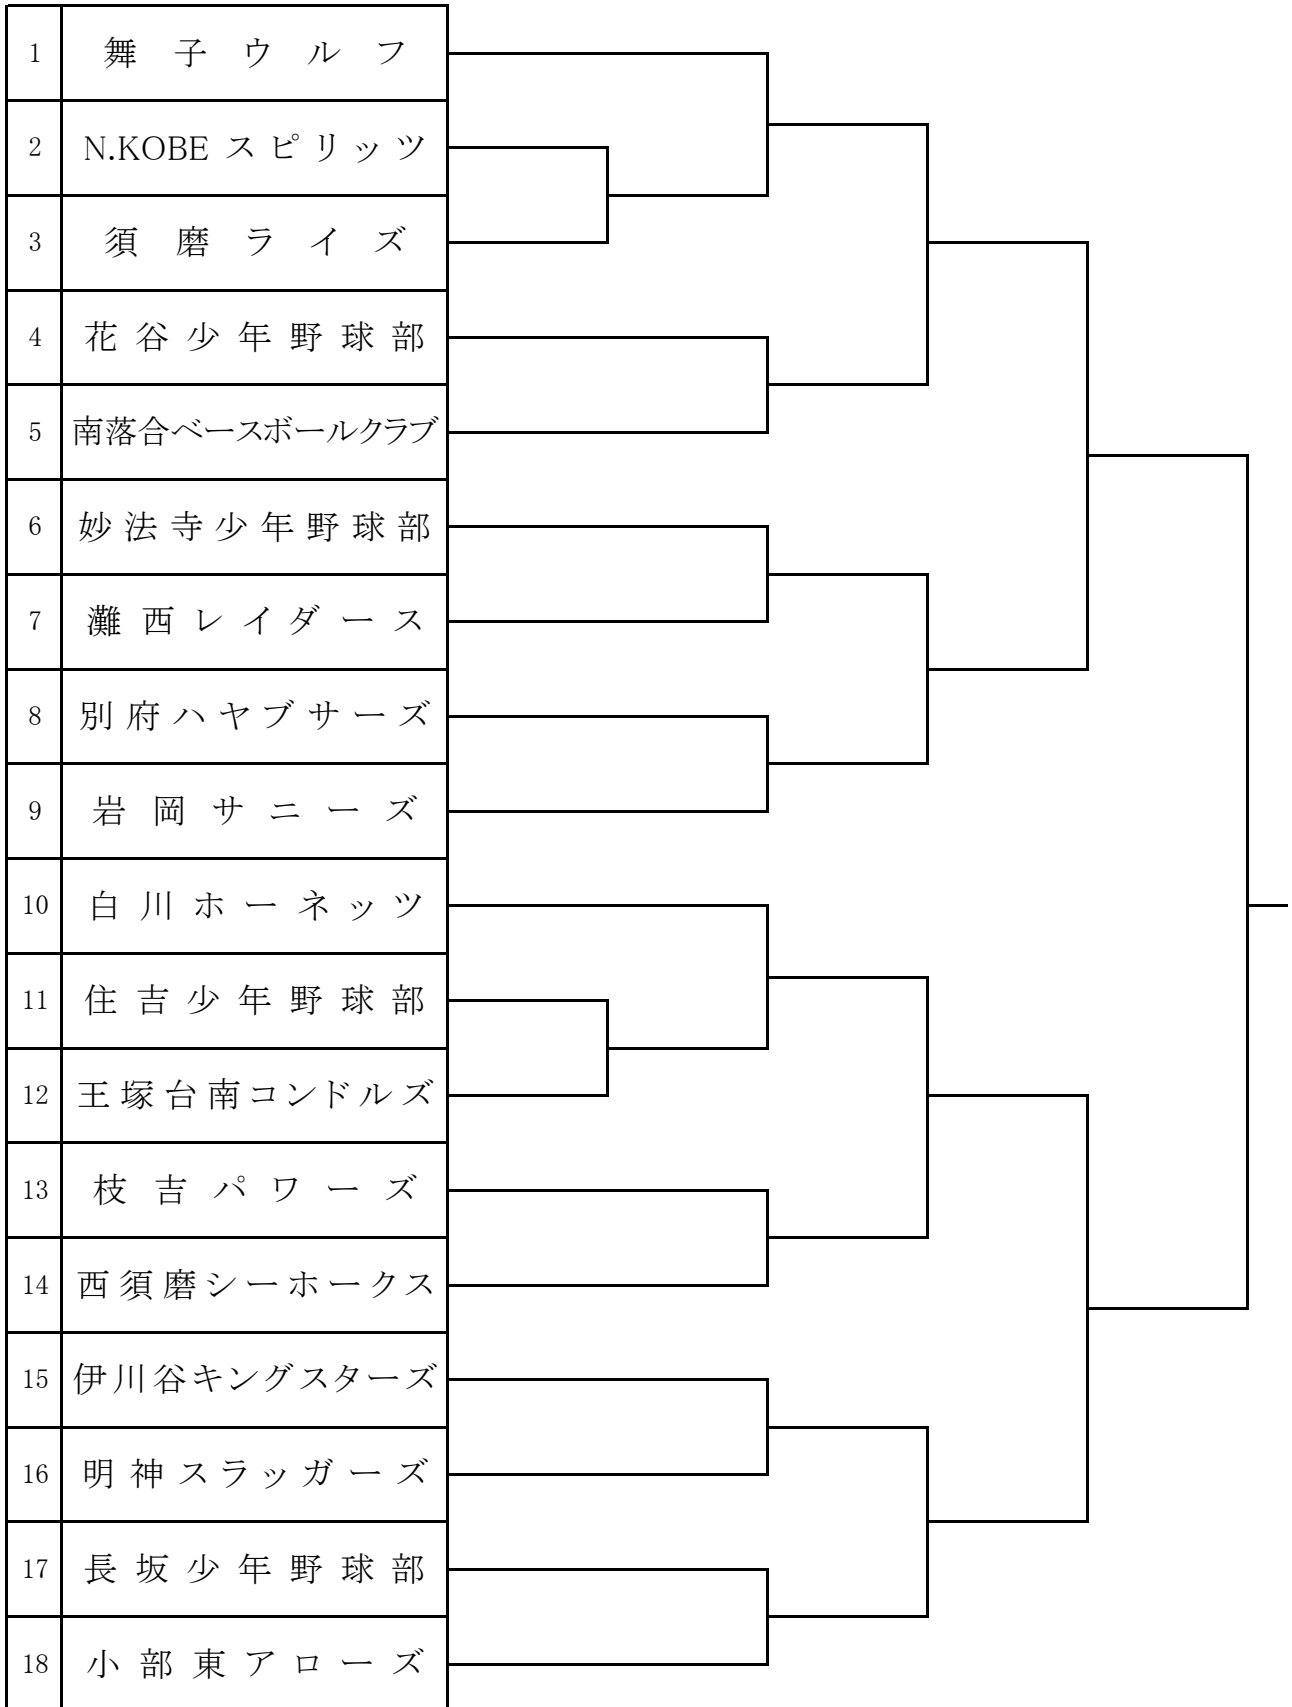 1 舞子ウルフ
2 N.KOBE スピリッツ
3 須磨ライズ
4 花谷少年野球部
5 南落合ベースボールクラブ
6 妙法寺少年野球部
7 灘西レイダース
8 別府ハヤブサーズ
9 岩岡サニーズ
10 白川ホーネッツ
11 住吉少年野球部
12 王塚台南コンドルズ
13 枝吉パワーズ
14 西須磨シーホークス
15 伊川谷キングスターズ
16 明神スラッガーズ
17 長坂少年野球部
18 小部東アローズ